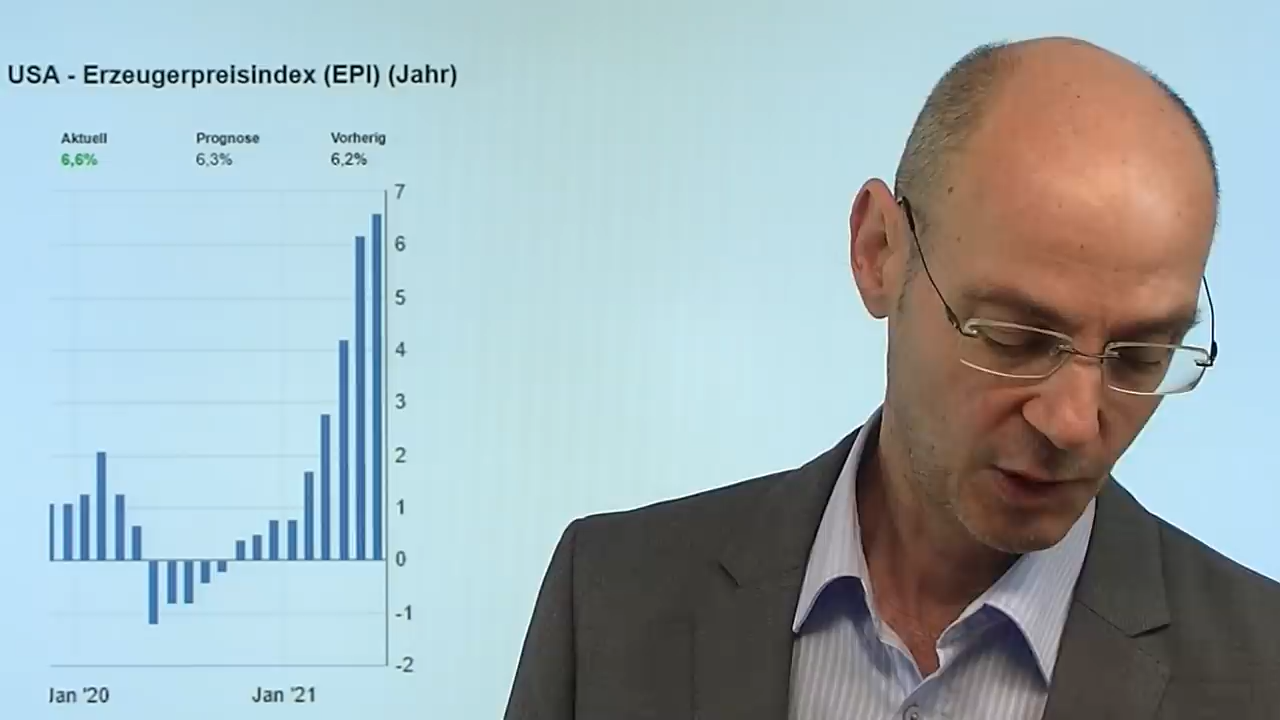 USA - Erzeugerpreisindex (EPI) (Jahr)
Aktuell Prognose Vorherig
6,6% 6,3% 6,2%
7
6
5
4
3
2
1
0
-1
-2
Jan '20 Jan '21